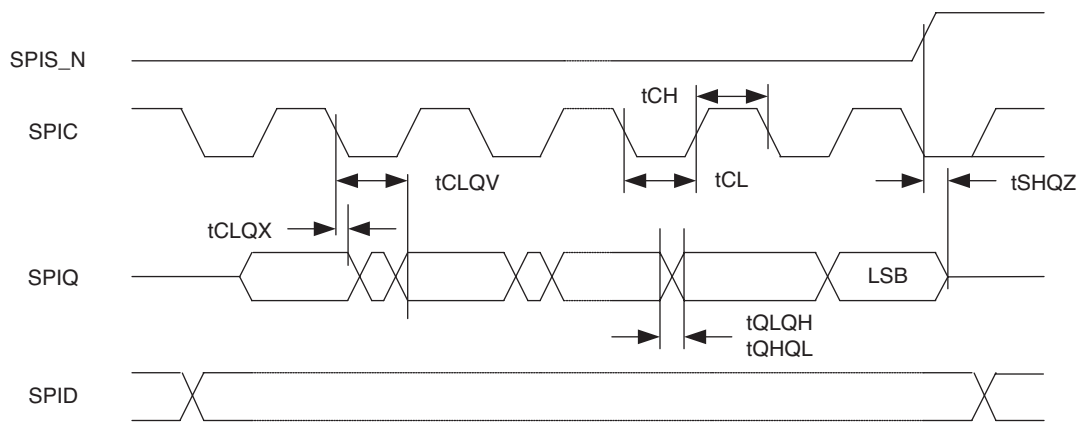 SPIS_N
tCH
SPIC
tCLQV
tCL
tSHQZ
tCLQX
SPIQ
LSB
tQLQH
tQHQL
SPID